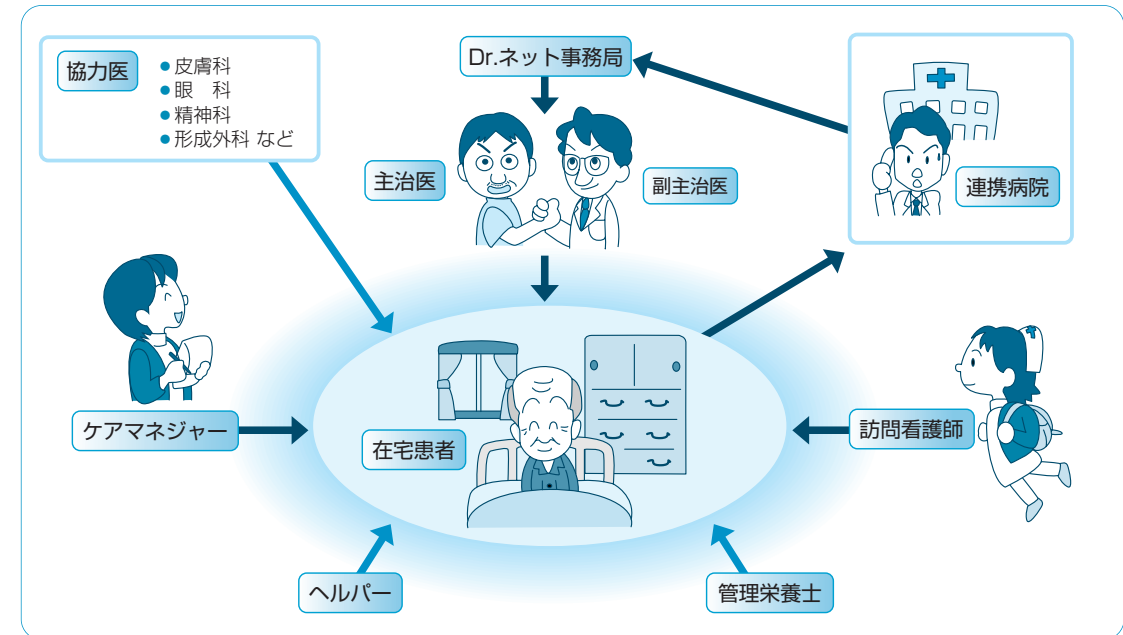 協力医
●皮膚科
●眼　科
●精神科
●形成外科 など
Dr.ネット事務局
主治医
副主治医
連携病院
ケアマネジャー
在宅患者
訪問看護師
ヘルパー
管理栄養士